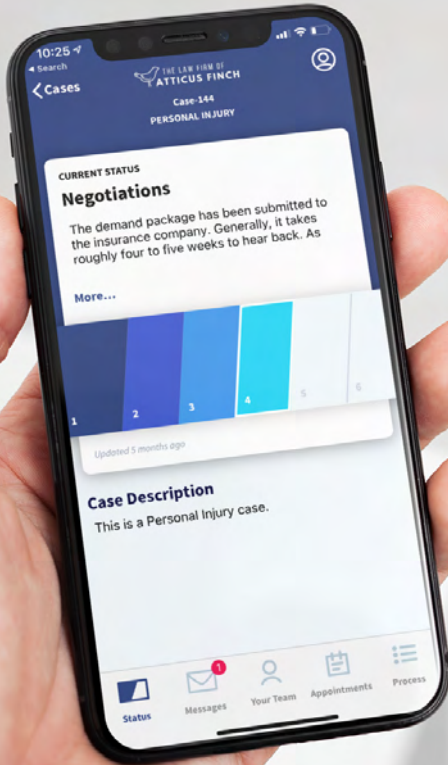 10:25
Search
Cases
THE LAW FIRM OF
ATTICUS FINCH
Case-144
PERSONAL INJURY
CURRENT STATUS
Negotiations
The demand package has been submitted to
the insurance company. Generally, it takes
roughly four to five weeks to hear back. As
More...
1 2 3 4 5 6
Updated 5 months ago
Case Description
This is a Personal Injury case.
1
Status Messages Your Team Appointments Process